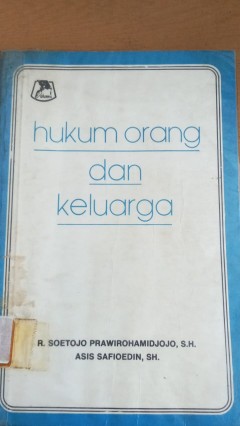 hukum orang
dan
keluarga
R. SOETOJO PRAWIROHAMIDJOJO, S.H.
ASIS SAFIOEDIN, SH.